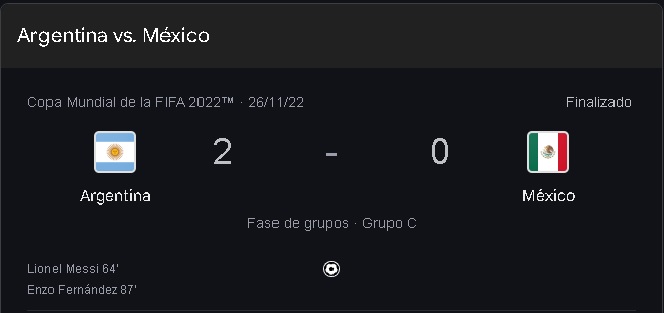 Argentina vs. México
Copa Mundial de la FIFA 2022™ · 26/11/22 Finalizado
2 - 0
Argentina México
Fase de grupos · Grupo C
Lionel Messi 64'
Enzo Fernández 87'